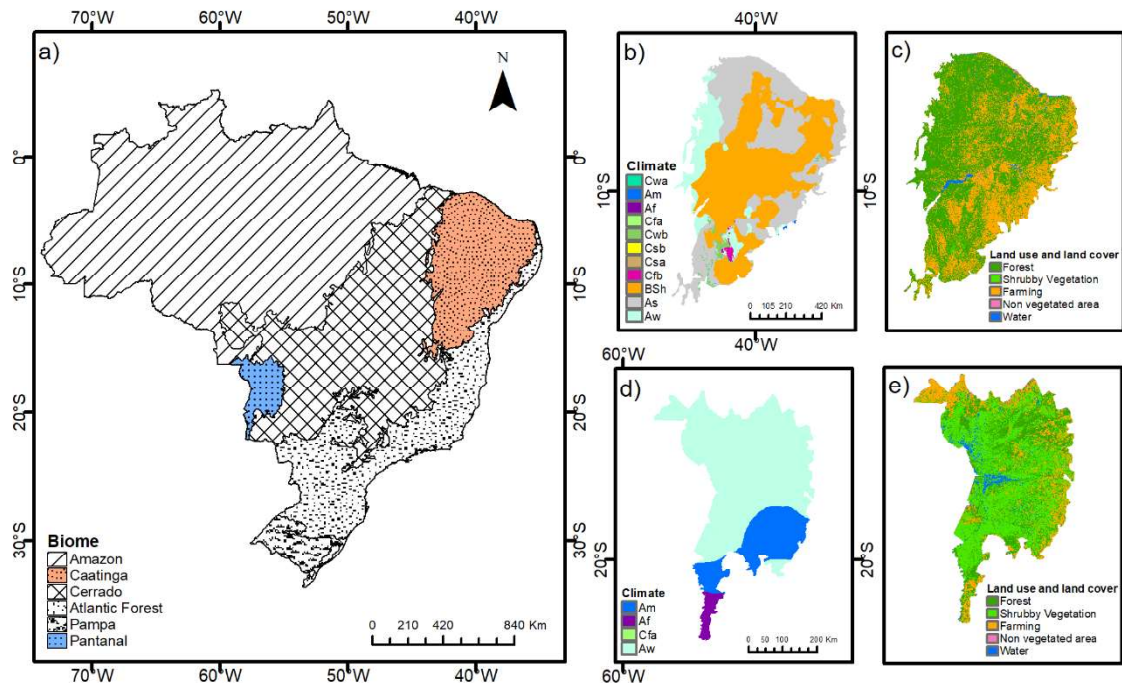 70°W 60°W 50°W 40°W
a)
N
0°
10°S
20°S
30°S
0°
10°S
20°S
30°S
Biome
Amazon
Caatinga
Cerrado
Atlantic Forest
Pampa
Pantanal
0 210 420 840 Km
70°W 60°W 50°W 40°W
40°W
b)
Climate
Cwa
Am
Af
Cfa
Cwb
Csb
Csa
Cfb
BSh
As
Aw
0 105 210 420 Km
10°S
10°S
40°W
c)
Land use and land cover
Forest
Shrubby Vegetation
Farming
Non vegetated area
Water
60°W
d)
Climate
Am
Af
Cfa
Aw
0 50 100 200 Km
20°S
20°S
60°W
e)
Land use and land cover
Forest
Shrubby Vegetation
Farming
Non vegetated area
Water